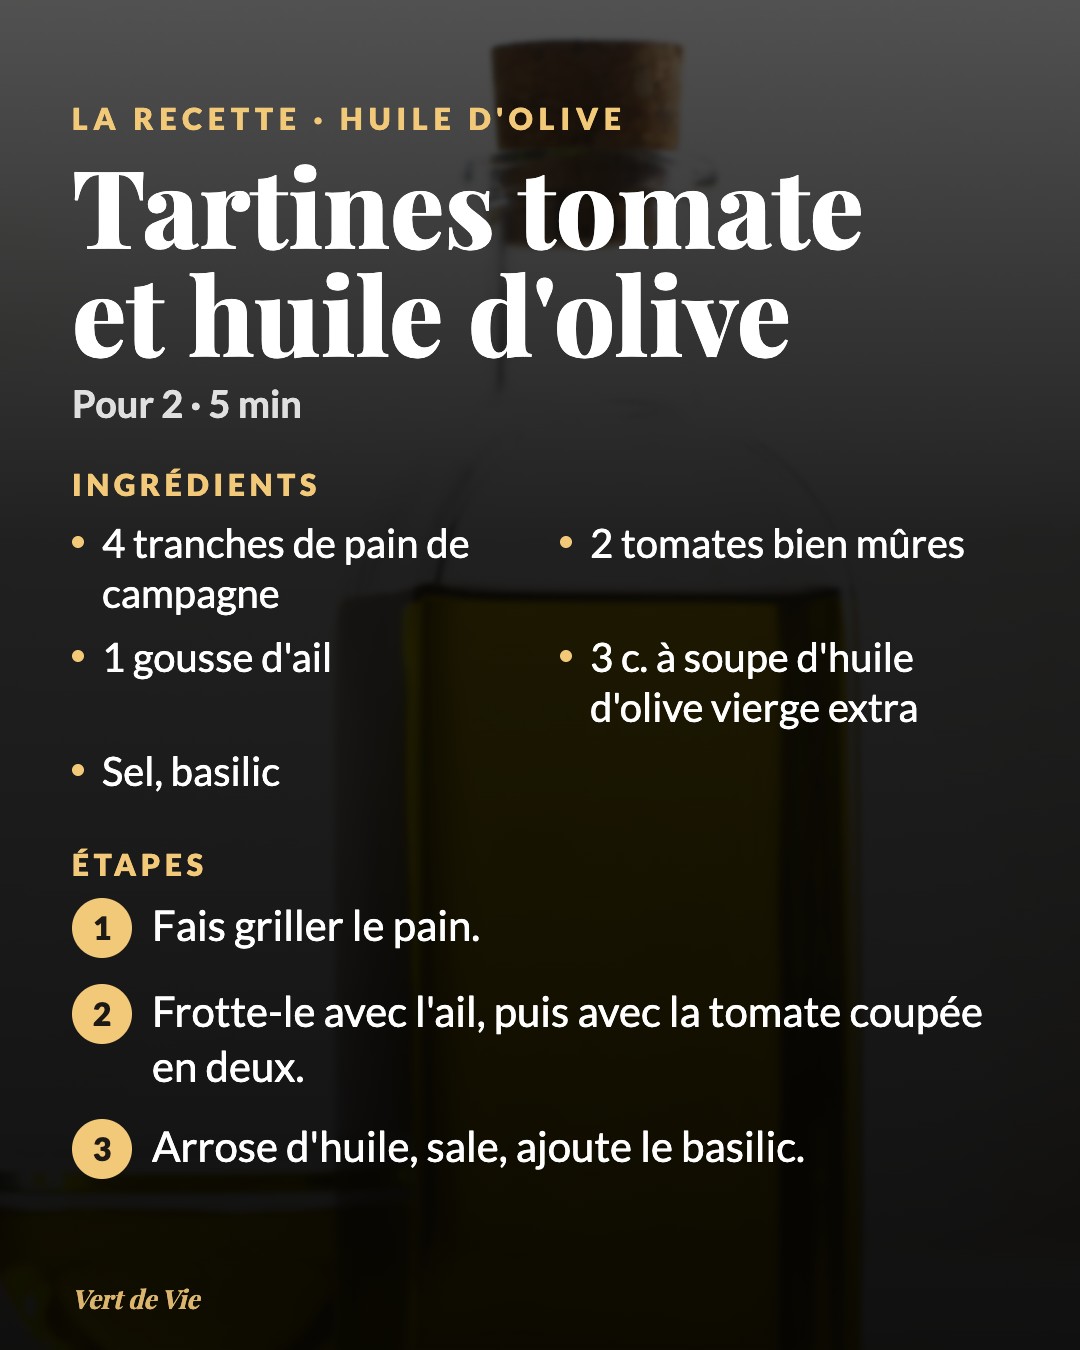 LA RECETTE · HUILE D'OLIVE
Tartines tomate
et huile d'olive
Pour 2 · 5 min
INGRÉDIENTS
• 4 tranches de pain de
campagne
• 2 tomates bien mûres
• 1 gousse d'ail
• 3 c. à soupe d'huile
d'olive vierge extra
• Sel, basilic
ÉTAPES
1 Fais griller le pain.
2 Frotte-le avec l'ail, puis avec la tomate coupée
en deux.
3 Arrose d'huile, sale, ajoute le basilic.
Vert de Vie